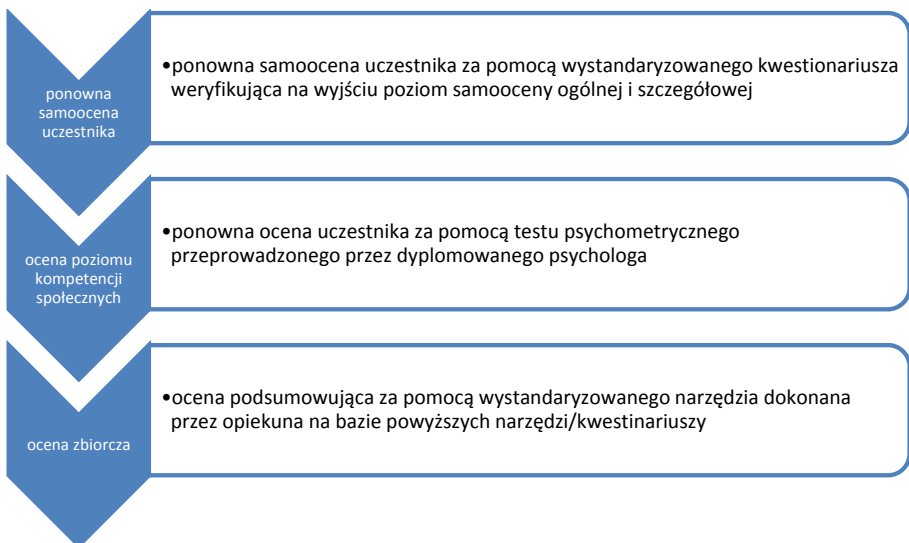 ponowna
samoocena
uczestnika
•ponowna samoocena uczestnika za pomocą wystandaryzowanego kwestionariusza
weryfikująca na wyjściu poziom samooceny ogólnej i szczegółowej
ocena poziomu
kompetencji
społecznych
•ponowna ocena uczestnika za pomocą testu psychometrycznego
przeprowadzonego przez dyplomowanego psychologa
ocena zbiorcza
•ocena podsumowująca za pomocą wystandaryzowanego narzędzia dokonana
przez opiekuna na bazie powyższych narzędzi/kwestinariuszy